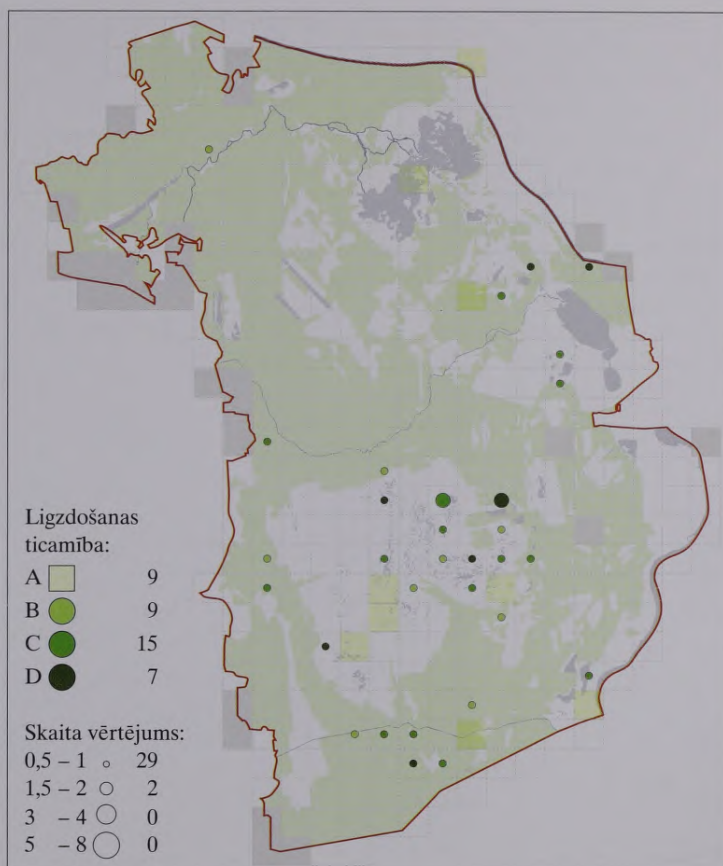 Ligzdošanas
ticamība:
A 9
B 9
C 15
D 7
Skaita vērtējums:
0,5 – 1 29
1,5 – 2 2
3 – 4 0
5 – 8 0